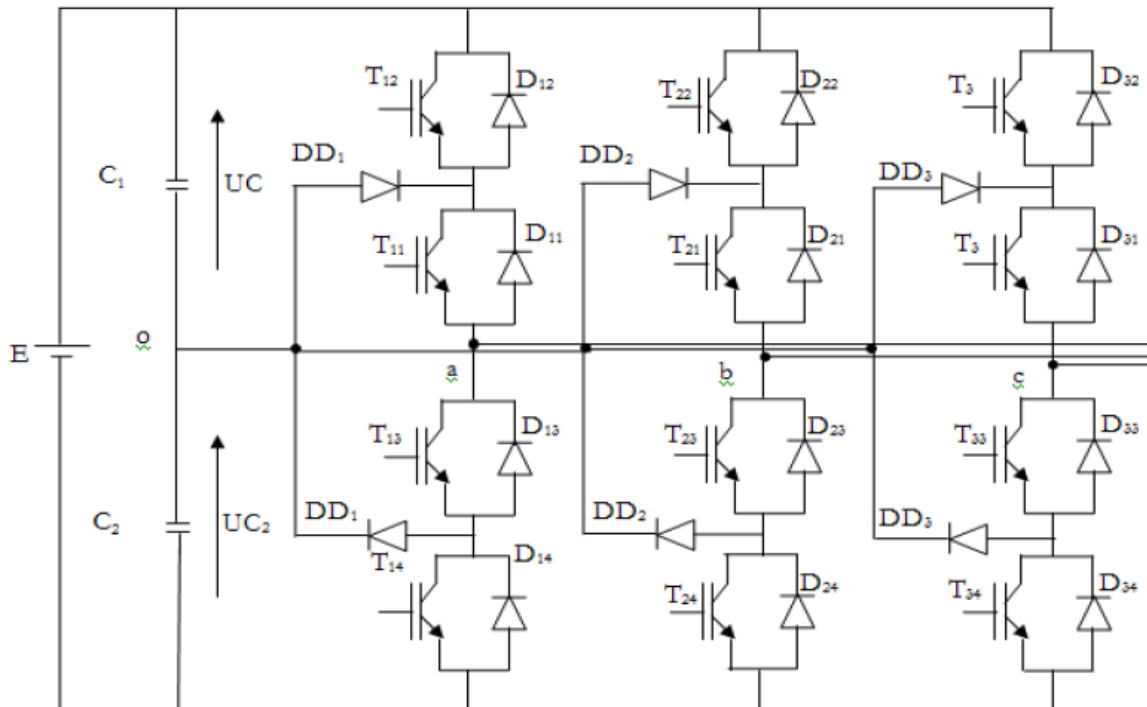 T12 D12 T22 D22 T3 D32
DD1 DD2 DD3
C1 UC
T11 D11 T21 D21 T3 D31
E o
a b c
T13 D13 T23 D23 T33 D33
C2 UC2
DD1 DD2 DD3
T14 D14 T24 D24 T34 D34